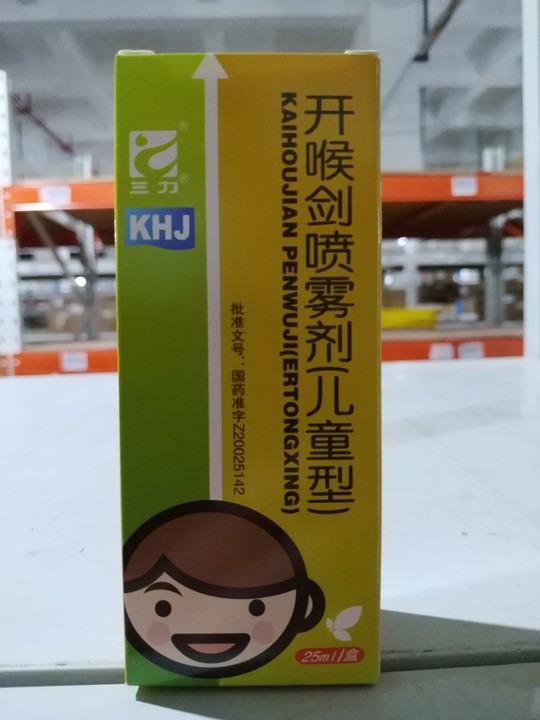 开喉剑喷雾剂(儿童型)
KAIHOUJIAN PENWUJI(ERTONGXING)
批准文号：国药准字Z20025142
三力
KHJ
25ml/盒